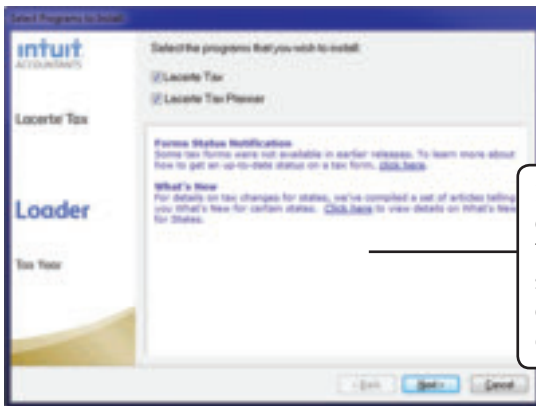 Select Programs to Install
intuit
ACCOUNTANTS
Select the programs that you wish to install:
Lacerte Tax
Lacerte Tax Planner
Lacerte Tax
Forms Status Notification
Some tax forms were not available in earlier releases. To learn more about
how to get an up-to-date status on a tax form, click here.
What's New
For details on tax changes for states, we've compiled a set of articles telling
you What's New for certain states. Click here to view details on What's New
for States.
Loader
Tax Year
< Back Next > Cancel